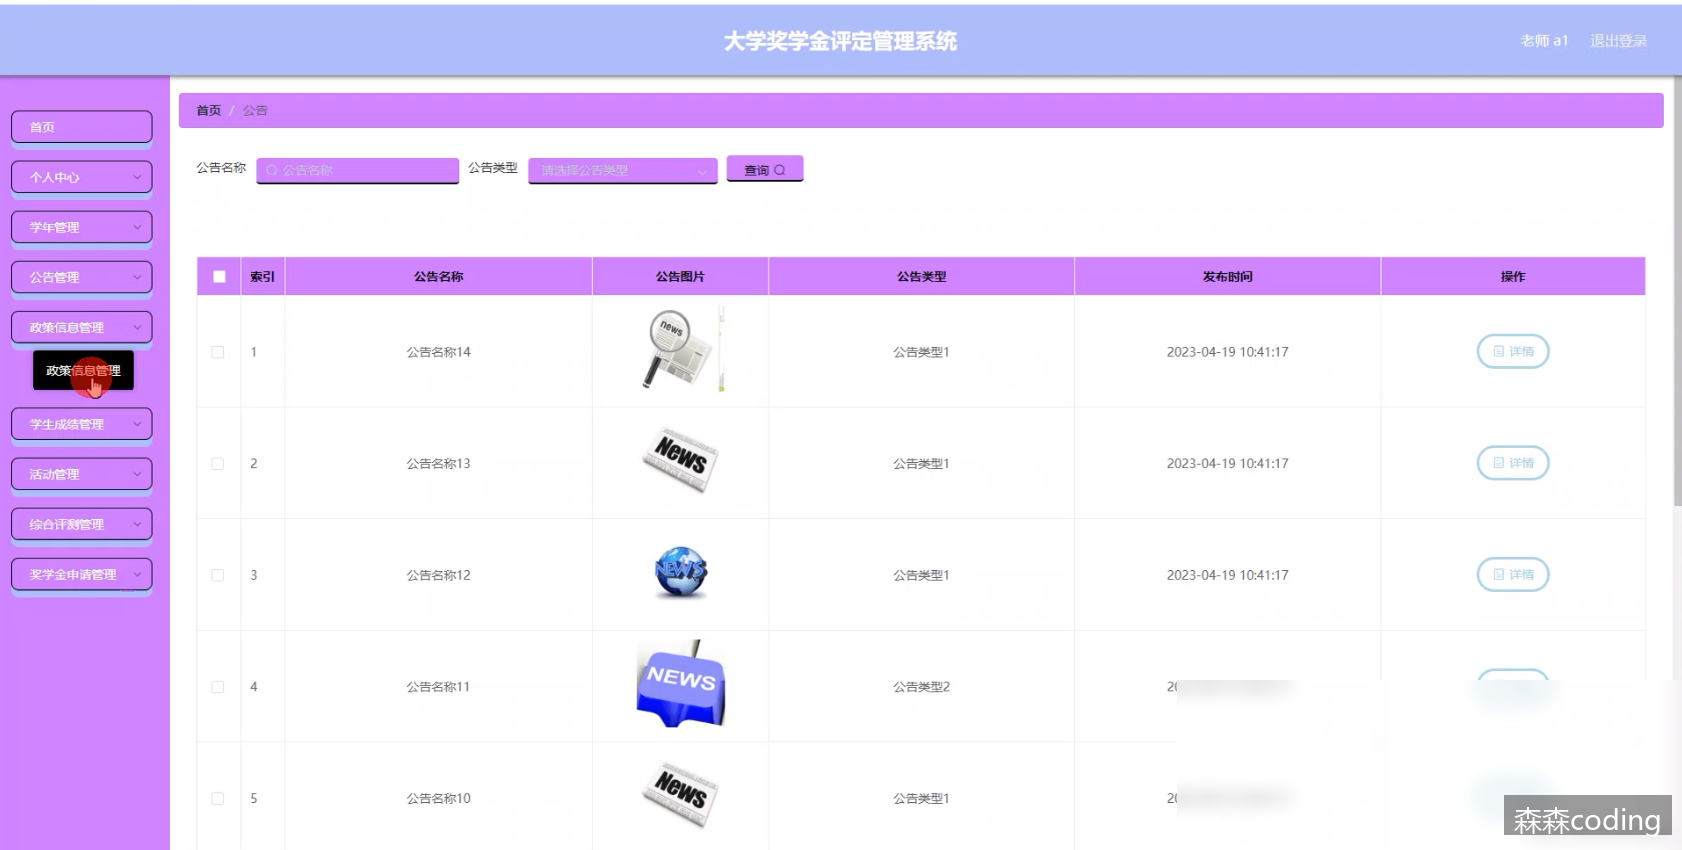 大学奖学金评定管理系统
老师 a1 退出登录
首页
个人中心
学年管理
公告管理
政策信息管理
政策信息管理
学生成绩管理
活动管理
综合评测管理
奖学金申请管理
首页 / 公告
公告名称 公告名称 公告类型 请选择公告类型 查询
索引 公告名称 公告图片 公告类型 发布时间 操作
news
1 公告名称14 公告类型1 2023-04-19 10:41:17 详情
News
2 公告名称13 公告类型1 2023-04-19 10:41:17 详情
NEWS
3 公告名称12 公告类型1 2023-04-19 10:41:17 详情
NEWS
4 公告名称11 公告类型2
News
5 公告名称10 公告类型1
森森coding